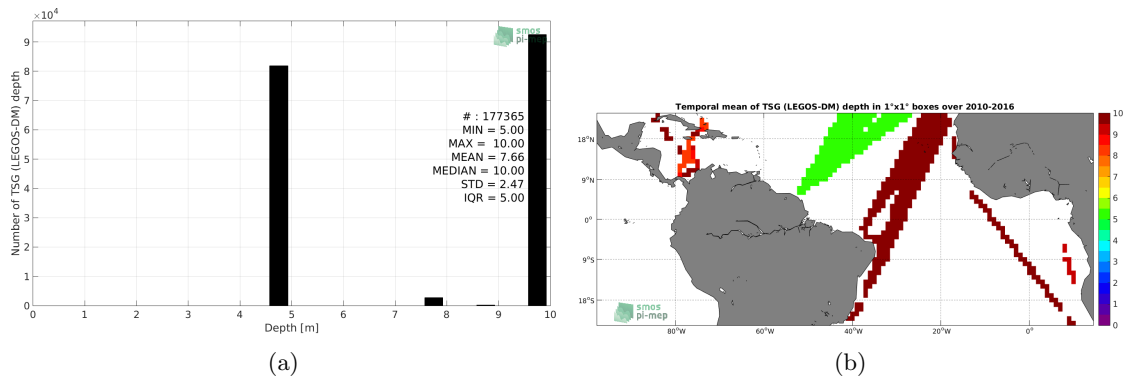 ×10⁴
9
8
7
6
5
4
3
2
1
0
Number of TSG (LEGOS-DM) depth
smos
pi-mep
# : 177365
MIN = 5.00
MAX = 10.00
MEAN = 7.66
MEDIAN = 10.00
STD = 2.47
IQR = 5.00
0 1 2 3 4 5 6 7 8 9 10
Depth [m]
(a)
Temporal mean of TSG (LEGOS-DM) depth in 1°x1° boxes over 2010-2016
18°N
9°N
0°
9°S
18°S
80°W 60°W 40°W 20°W 0°
smos
pi-mep
10
9
8
7
6
5
4
3
2
1
0
(b)